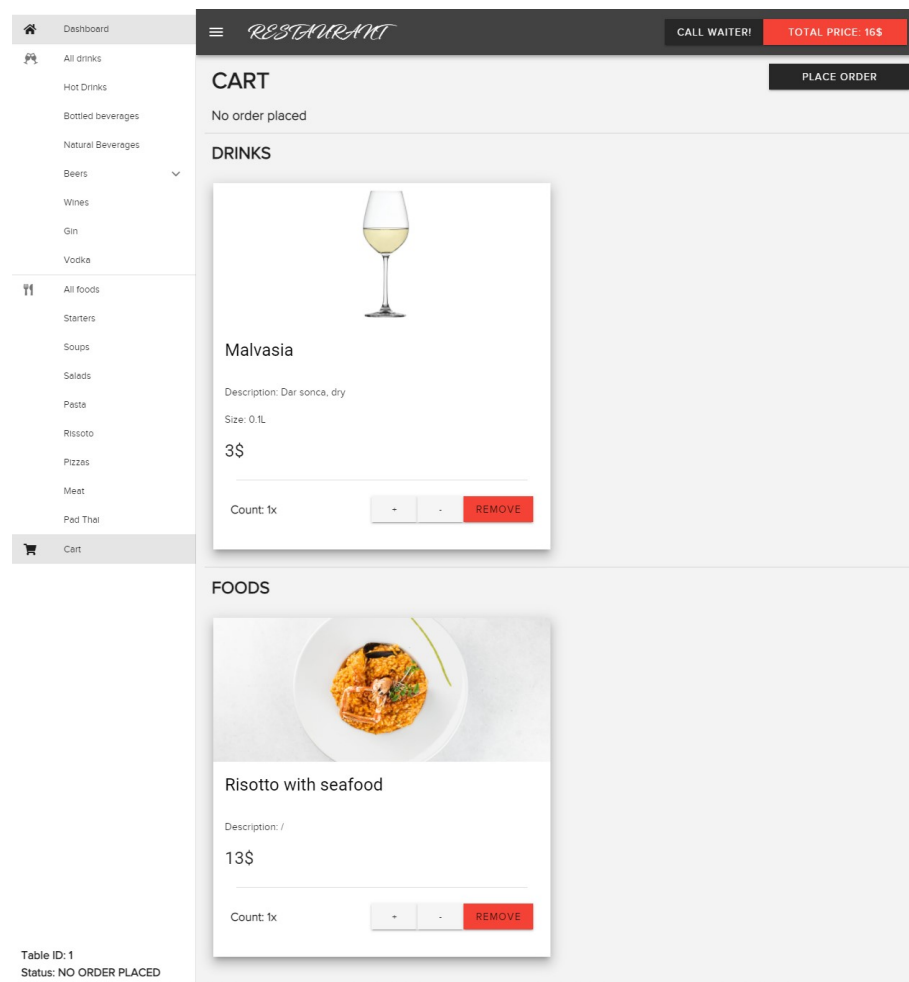 Dashboard
All drinks
Hot Drinks
Bottled beverages
Natural Beverages
Beers
Wines
Gin
Vodka
All foods
Starters
Soups
Salads
Pasta
Rissoto
Pizzas
Meat
Pad Thai
Cart
Table ID: 1
Status: NO ORDER PLACED
RESTAURANT
CALL WAITER!
TOTAL PRICE: 16$
CART
PLACE ORDER
No order placed
DRINKS
Malvasia
Description: Dar sonca, dry
Size: 0.1L
3$
Count: 1x
+
-
REMOVE
FOODS
Risotto with seafood
Description: /
13$
Count: 1x
+
-
REMOVE